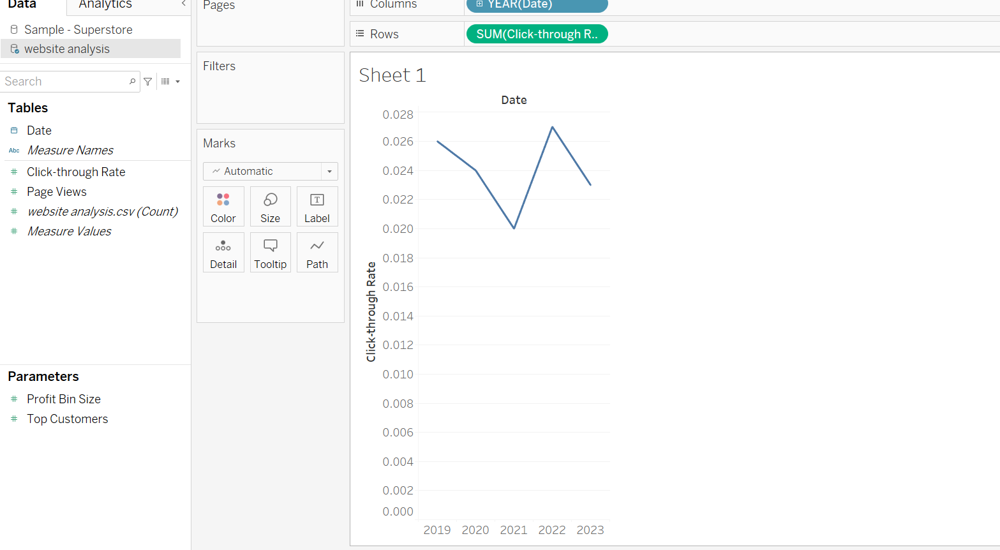 Data
Analytics
Sample - Superstore
website analysis
Search
Tables
Date
Abc
Measure Names
Click-through Rate
Page Views
website analysis.csv (Count)
Measure Values
Parameters
Profit Bin Size
Top Customers
Pages
Filters
Marks
Automatic
Color
Size
T
Label
Detail
Tooltip
Path
Columns
YEAR(Date)
Rows
SUM(Click-through R..
Sheet 1
Date
Click-through Rate
0.028
0.026
0.024
0.022
0.020
0.018
0.016
0.014
0.012
0.010
0.008
0.006
0.004
0.002
0.000
2019 2020 2021 2022 2023